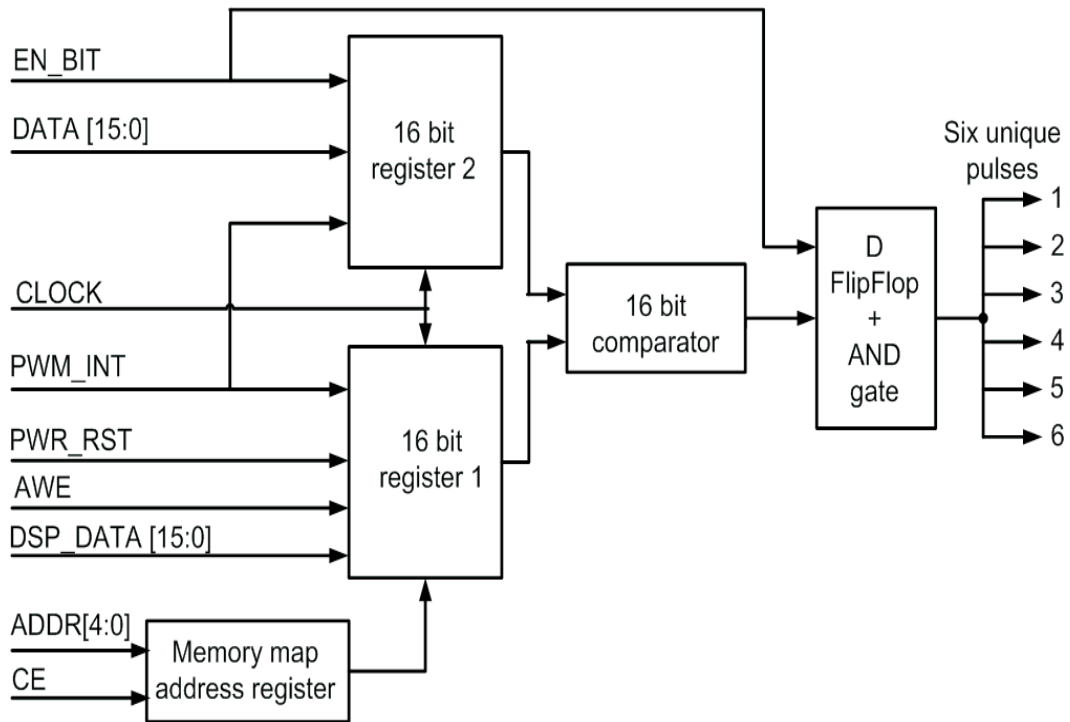 EN_BIT
DATA [15:0]
CLOCK
PWM_INT
PWR_RST
AWE
DSP_DATA [15:0]
ADDR[4:0]
CE
16 bit
register 2
16 bit
register 1
Memory map
address register
16 bit
comparator
D
FlipFlop
+
AND
gate
Six unique
pulses
1
2
3
4
5
6